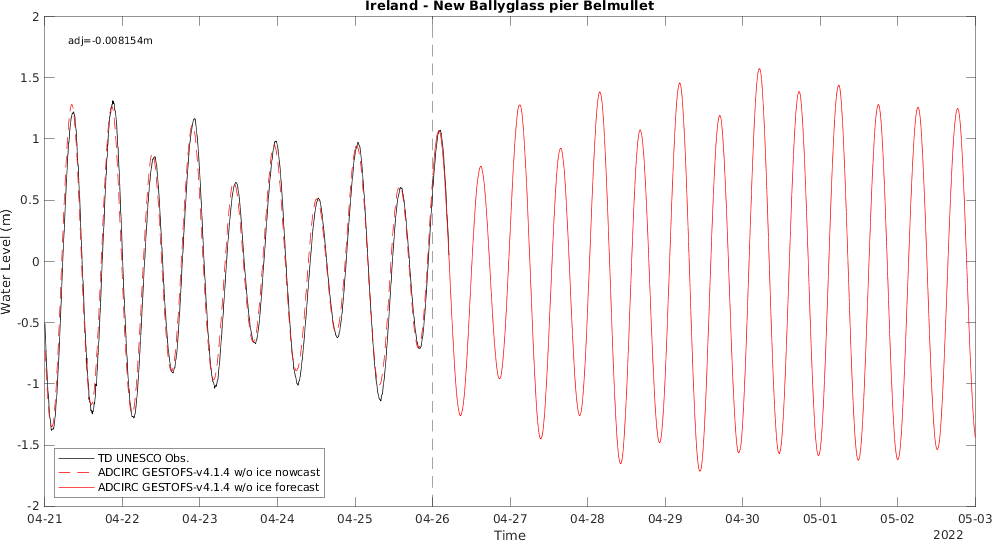 Ireland - New Ballyglass pier Belmullet
adj=-0.008154m
2
1.5
1
0.5
0
-0.5
-1
-1.5
-2
Water Level (m)
TD UNESCO Obs.
ADCIRC GESTOFS-v4.1.4 w/o ice nowcast
ADCIRC GESTOFS-v4.1.4 w/o ice forecast
04-21 04-22 04-23 04-24 04-25 04-26 04-27 04-28 04-29 04-30 05-01 05-02 05-03
Time
2022